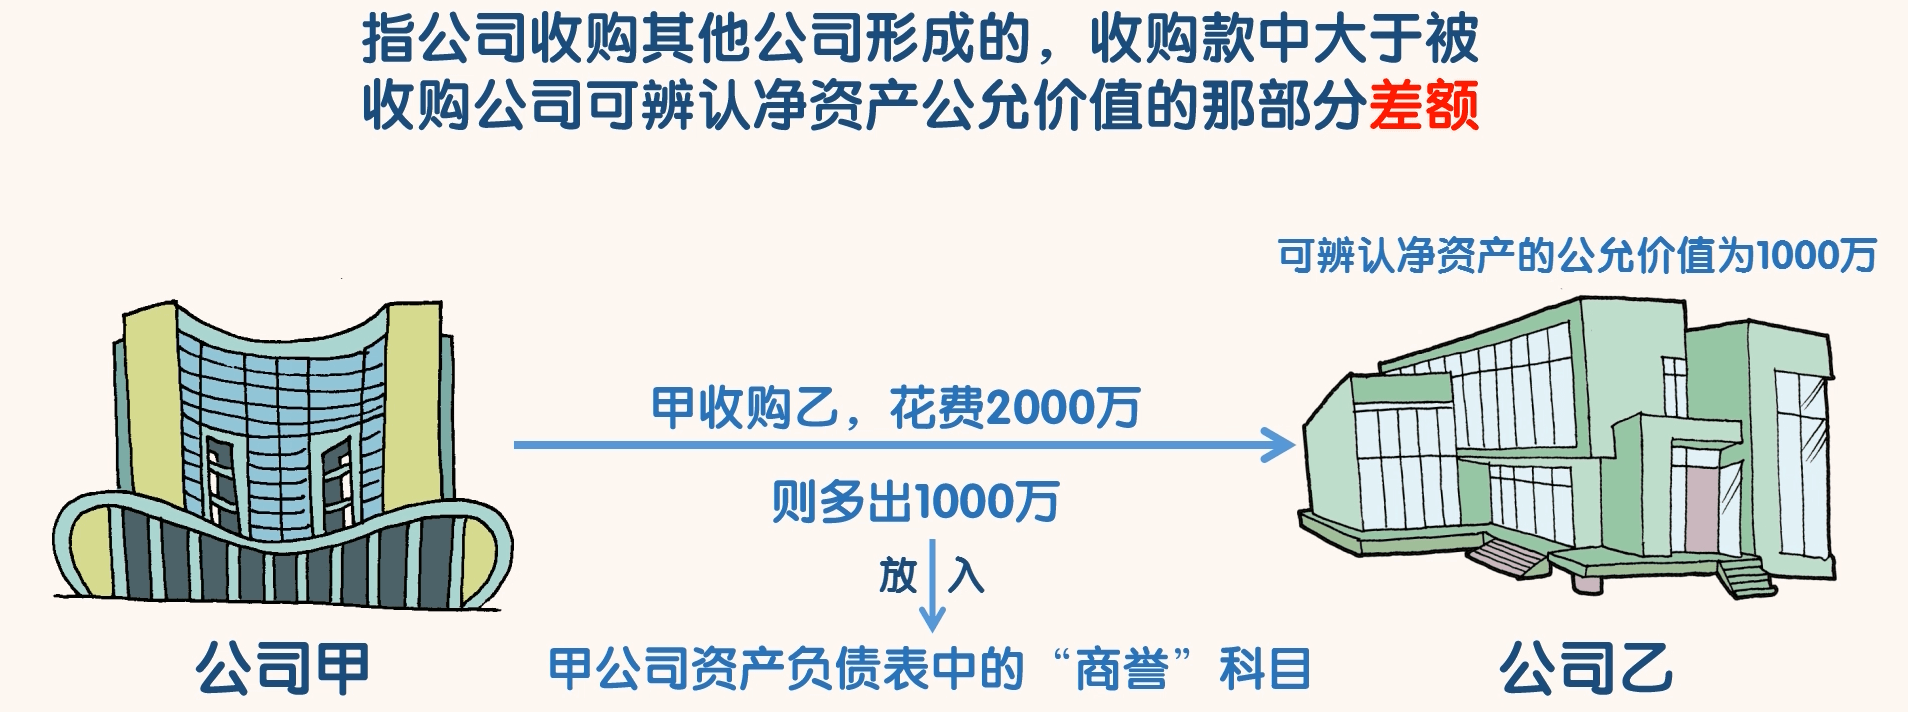 指公司收购其他公司形成的，收购款中大于被
收购公司可辨认净资产公允价值的那部分差额
可辨认净资产的公允价值为1000万
甲收购乙，花费2000万
则多出1000万
放入
甲公司资产负债表中的“商誉”科目
公司甲
公司乙